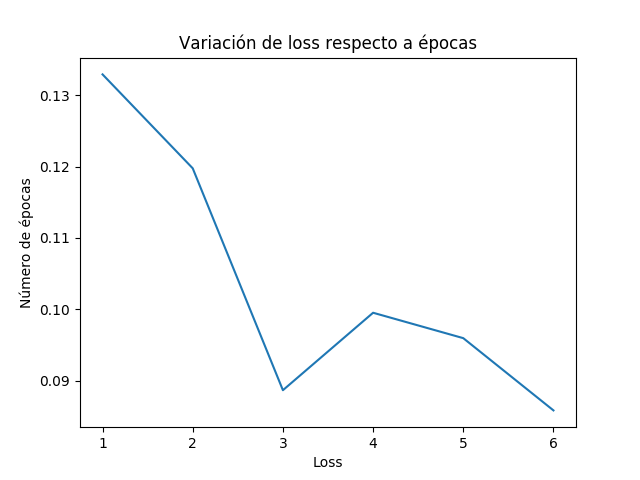 Variación de loss respecto a épocas
0.13
0.12
0.11
0.10
0.09
Número de épocas
1 2 3 4 5 6
Loss